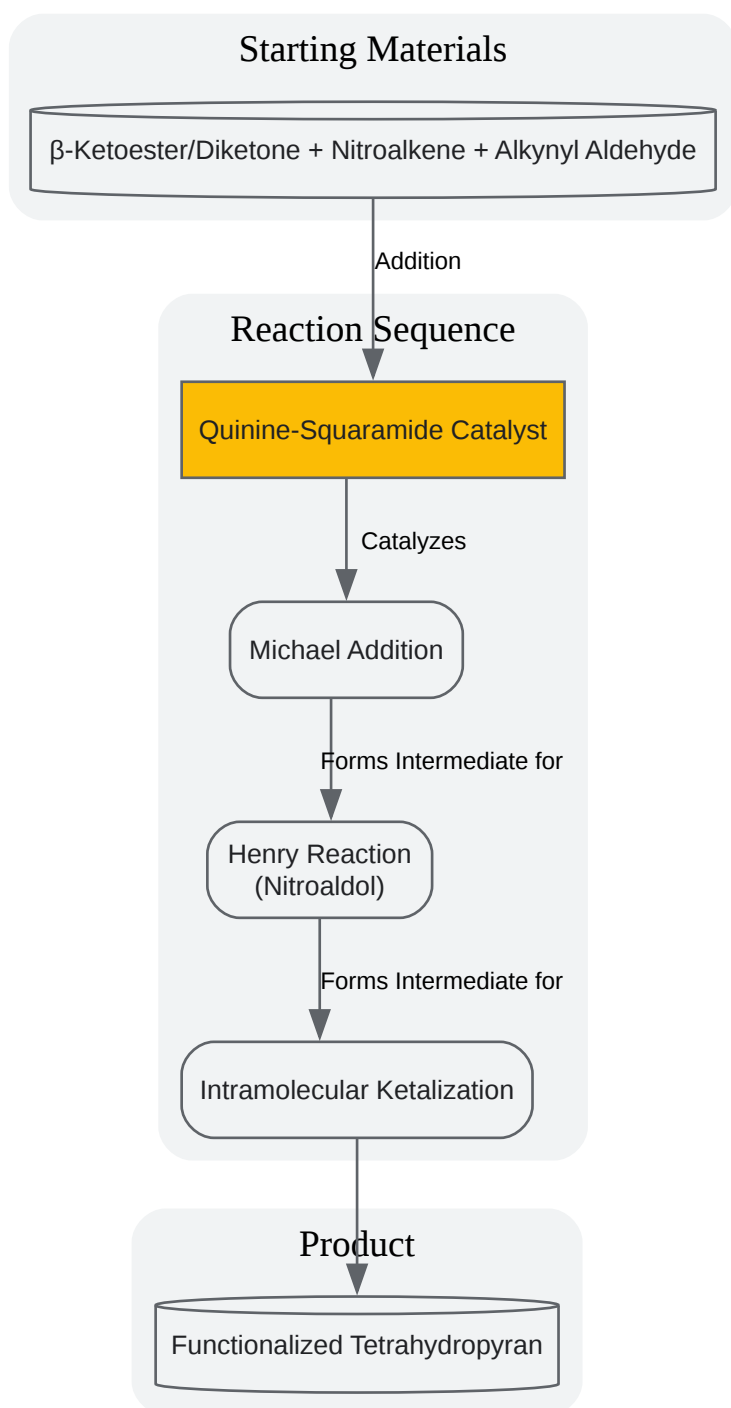 Starting Materials
β-Ketoester/Diketone + Nitroalkene + Alkynyl Aldehyde
Addition
Reaction Sequence
Quinine-Squaramide Catalyst
Catalyzes
Michael Addition
Forms Intermediate for
Henry Reaction
(Nitroaldol)
Forms Intermediate for
Intramolecular Ketalization
Product
Functionalized Tetrahydropyran